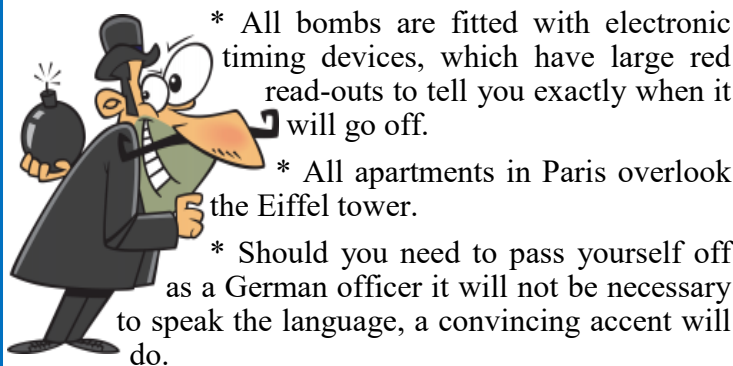 * All bombs are fitted with electronic
timing devices, which have large red
read-outs to tell you exactly when it
will go off.
* All apartments in Paris overlook
the Eiffel tower.
* Should you need to pass yourself off
as a German officer it will not be necessary
to speak the language, a convincing accent will
do.